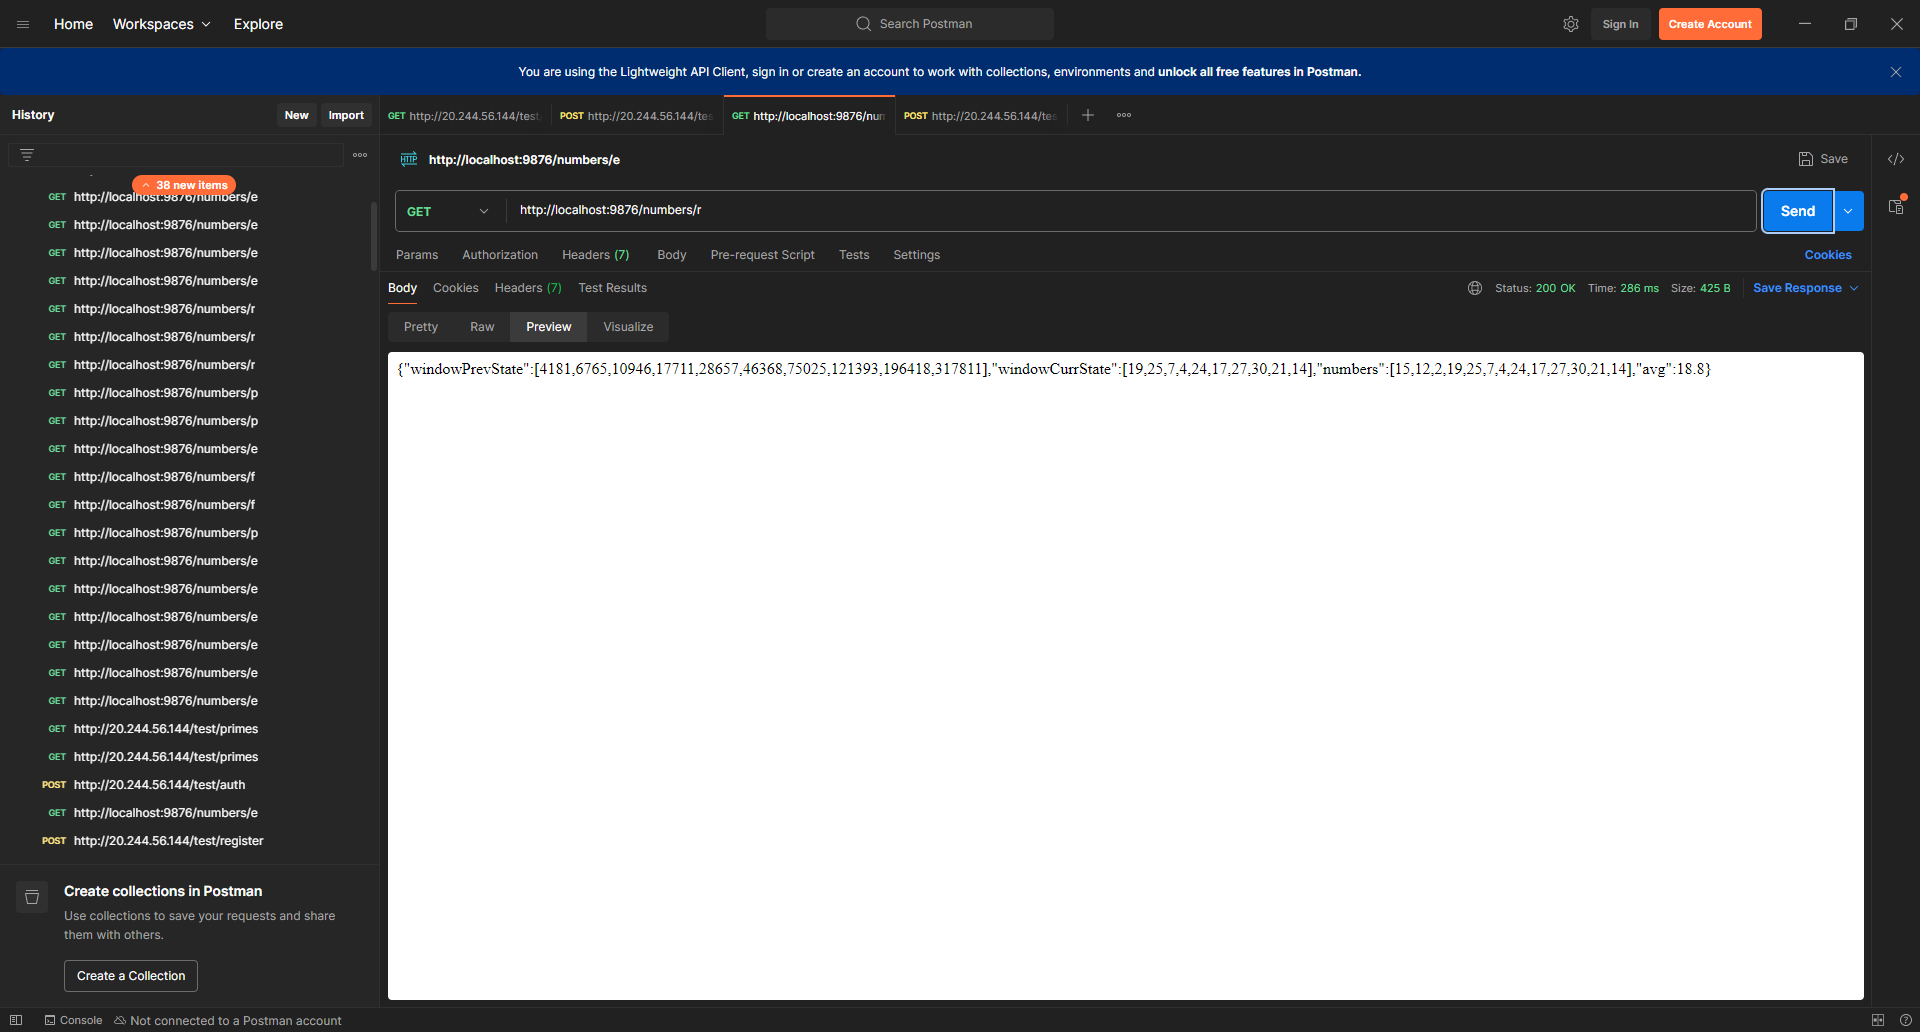 Home Workspaces Explore Search Postman Sign In Create Account
You are using the Lightweight API Client, sign in or create an account to work with collections, environments and unlock all free features in Postman.
History New Import
GET http://20.244.56.144/test POST http://20.244.56.144/tes GET http://localhost:9876/num POST http://20.244.56.144/tes
38 new items
GET http://localhost:9876/numbers/e
GET http://localhost:9876/numbers/e
GET http://localhost:9876/numbers/e
GET http://localhost:9876/numbers/e
GET http://localhost:9876/numbers/r
GET http://localhost:9876/numbers/r
GET http://localhost:9876/numbers/r
GET http://localhost:9876/numbers/p
GET http://localhost:9876/numbers/p
GET http://localhost:9876/numbers/e
GET http://localhost:9876/numbers/f
GET http://localhost:9876/numbers/f
GET http://localhost:9876/numbers/p
GET http://localhost:9876/numbers/e
GET http://localhost:9876/numbers/e
GET http://localhost:9876/numbers/e
GET http://localhost:9876/numbers/e
GET http://localhost:9876/numbers/e
GET http://localhost:9876/numbers/e
GET http://20.244.56.144/test/primes
GET http://20.244.56.144/test/primes
POST http://20.244.56.144/test/auth
GET http://localhost:9876/numbers/e
POST http://20.244.56.144/test/register
Create collections in Postman
Use collections to save your requests and share
them with others.
Create a Collection
HTTP http://localhost:9876/numbers/e Save
GET http://localhost:9876/numbers/r Send
Params Authorization Headers (7) Body Pre-request Script Tests Settings Cookies
Body Cookies Headers (7) Test Results Status: 200 OK Time: 286 ms Size: 425 B Save Response
Pretty Raw Preview Visualize
{"windowPrevState":[4181,6765,10946,17711,28657,46368,75025,121393,196418,317811],"windowCurrState":[19,25,7,4,24,17,27,30,21,14],"numbers":[15,12,2,19,25,7,4,24,17,27,30,21,14],"avg":18.8}
Console Not connected to a Postman account